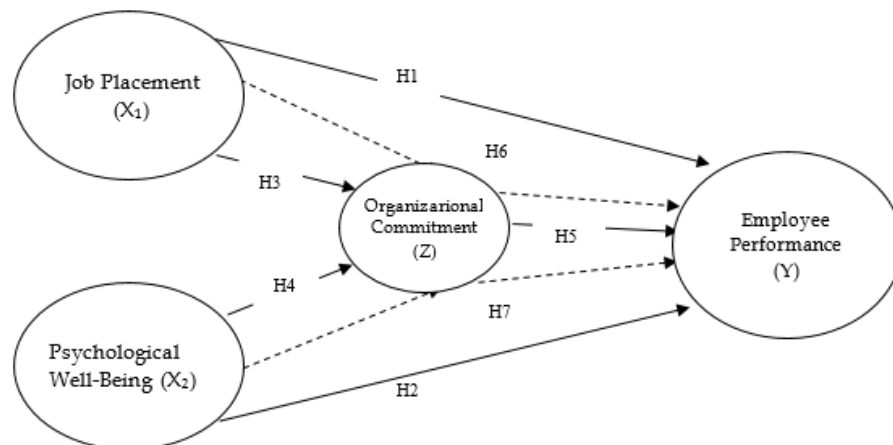 Job Placement
(X₁)
H1
H6
H3
Organizarional
Commitment
(Z)
H5
Employee
Performance
(Y)
H4
H7
Psychological
Well-Being (X₂)
H2